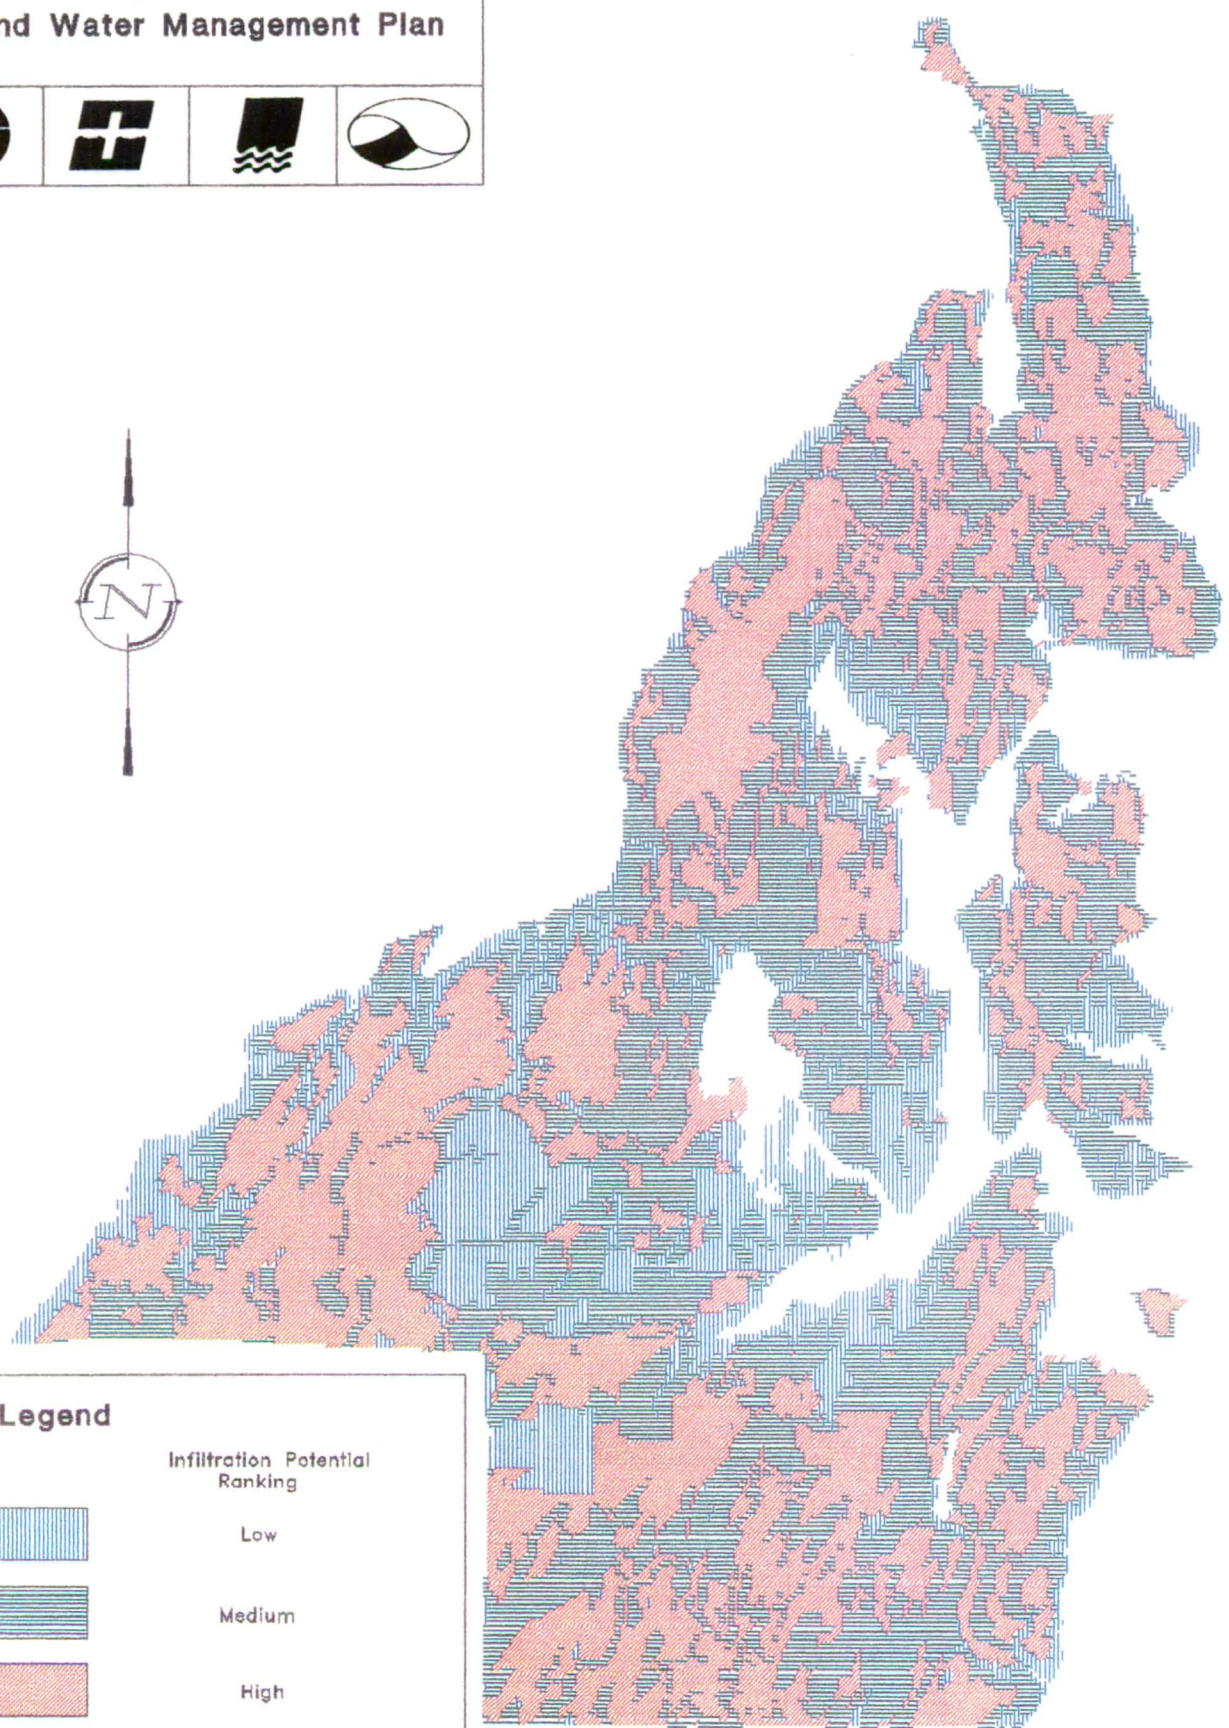 nd Water Management Plan
N
Legend
Infiltration Potential
Ranking
Low
Medium
High